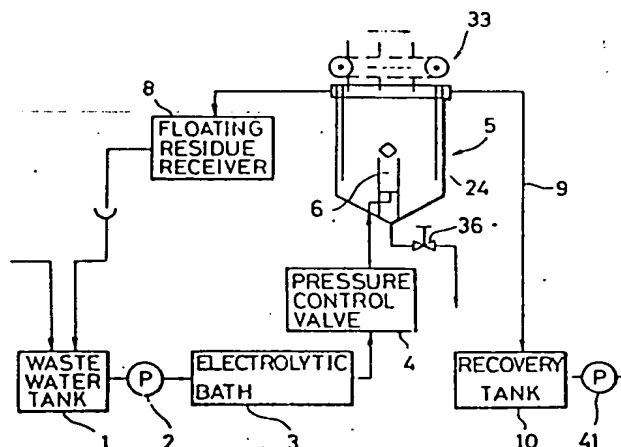 33
8
FLOATING
RESIDUE
RECEIVER
5
24
6
9
36
PRESSURE
CONTROL
VALVE
4
WASTE
WATER
TANK
P
ELECTROLYTIC
BATH
RECOVERY
TANK
P
1
2
3
10
41